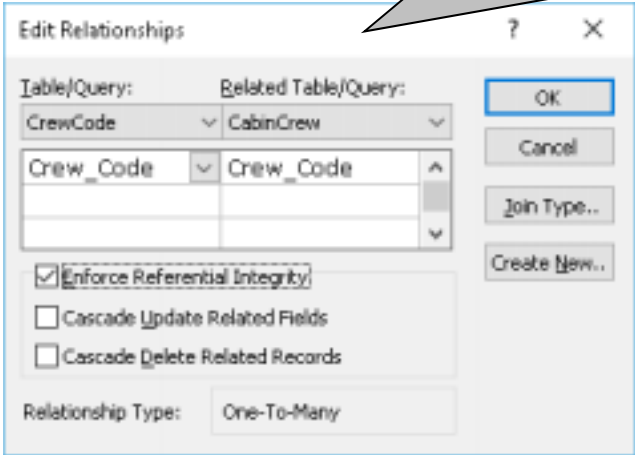 Edit Relationships ?
Table/Query: Related Table/Query:
CrewCode CabinCrew
Crew_Code Crew_Code
Enforce Referential Integrity
Cascade Update Related Fields
Cascade Delete Related Records
Relationship Type: One-To-Many
OK
Cancel
Join Type..
Create New..